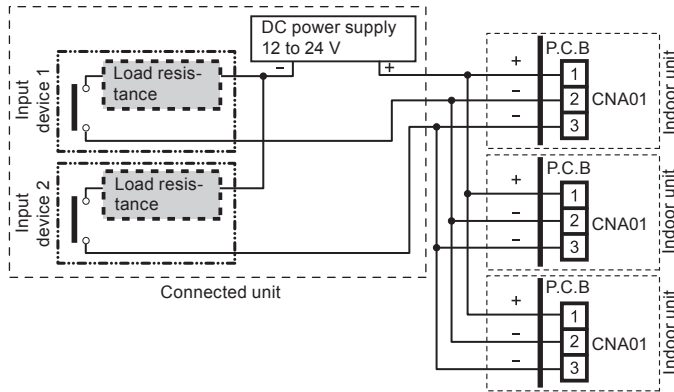 DC power supply
12 to 24 V
−
+
Input
device 1
Load resis-
tance
Input
device 2
Load resis-
tance
Connected unit
P.C.B
+
−
−
1
2
3
CNA01
Indoor unit
P.C.B
+
−
−
1
2
3
CNA01
Indoor unit
P.C.B
+
−
−
1
2
3
CNA01
Indoor unit